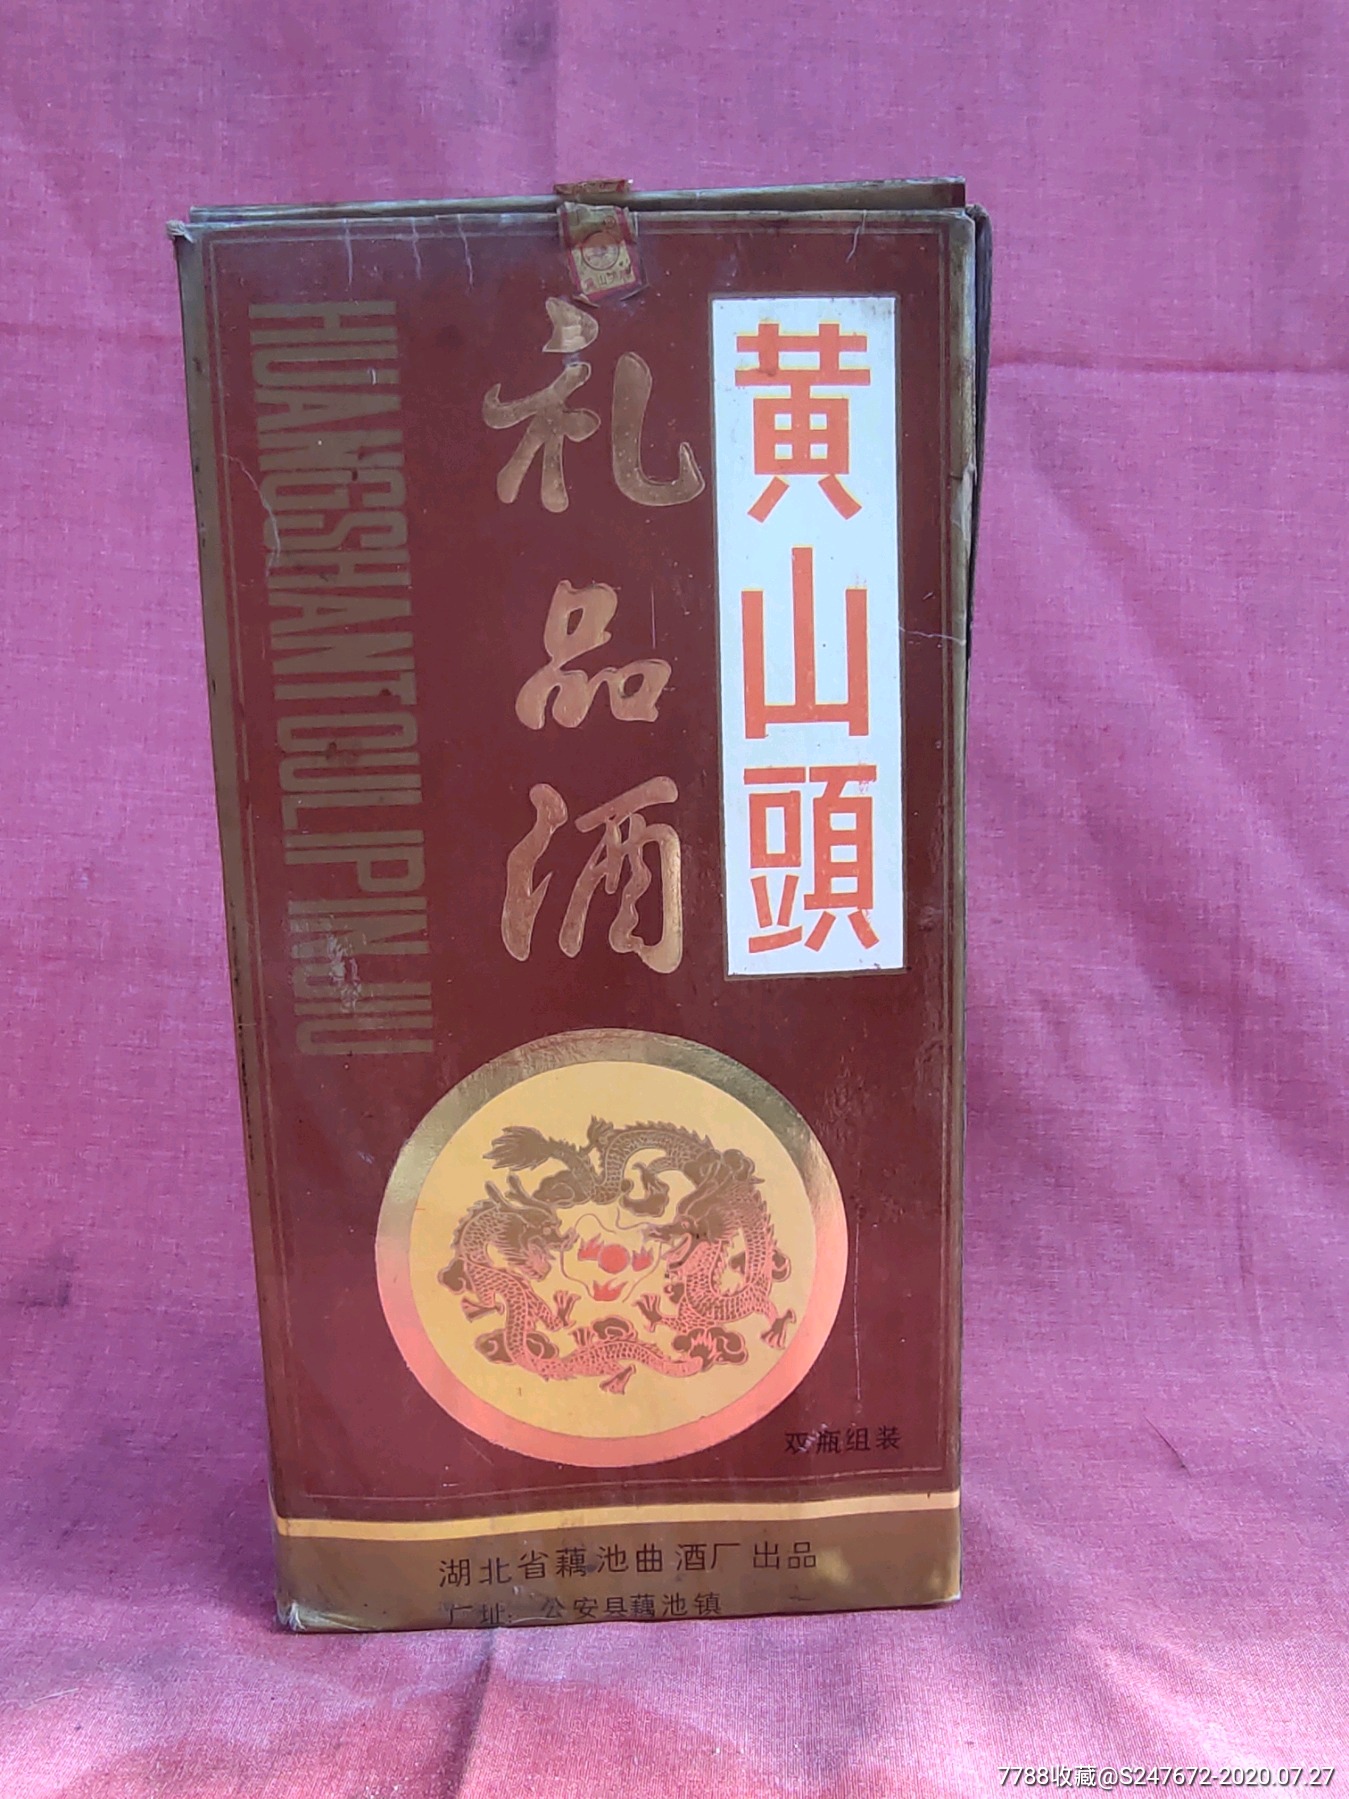 黄山頭
礼品酒
HUANGSHANTOULIPINJIU
双瓶组装
湖北省藕池曲酒厂出品
厂址: 公安县藕池镇
7788收藏@S247672-2020.07.27